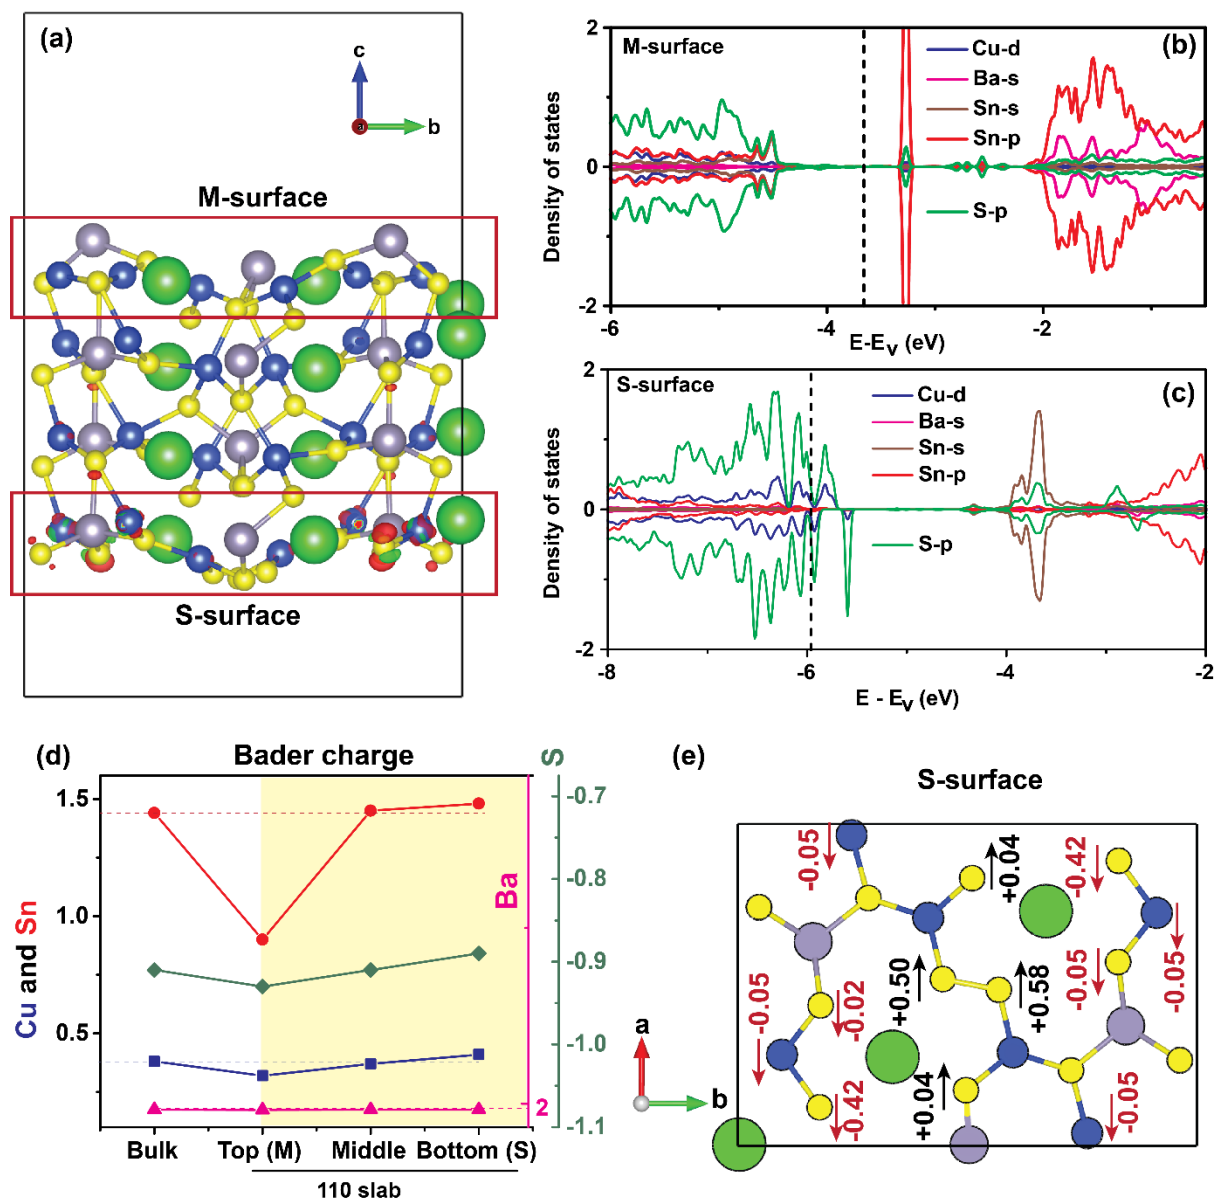 (a)
c
a
b
M-surface
S-surface
(b)
M-surface
Cu-d
Ba-s
Sn-s
Sn-p
S-p
Density of states
2
0
-2
-6
-4
-2
E-Ev (eV)
(c)
S-surface
Cu-d
Ba-s
Sn-s
Sn-p
S-p
Density of states
2
0
-2
-8
-6
-4
-2
E - Ev (eV)
(d)
Bader charge
Cu and Sn
1.5
1.0
0.5
Ba
2
S
-0.7
-0.8
-0.9
-1.0
-1.1
Bulk
Top (M)
Middle
Bottom (S)
110 slab
(e)
S-surface
-0.05
+0.04
-0.42
-0.05
-0.02
+0.50
+0.58
-0.05
-0.05
-0.42
+0.04
-0.05
a
b